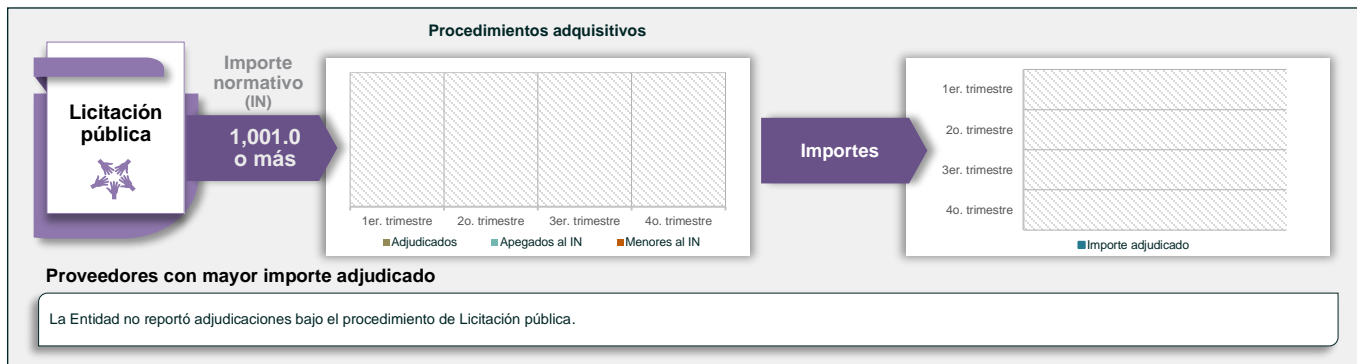 Procedimientos adquisitivos
Licitación
pública
Importe
normativo
(IN)
1,001.0
o más
1er. trimestre 2o. trimestre 3er. trimestre 4o. trimestre
Adjudicados Apegados al IN Menores al IN
Importes
1er. trimestre
2o. trimestre
3er. trimestre
4o. trimestre
Importe adjudicado
Proveedores con mayor importe adjudicado
La Entidad no reportó adjudicaciones bajo el procedimiento de Licitación pública.